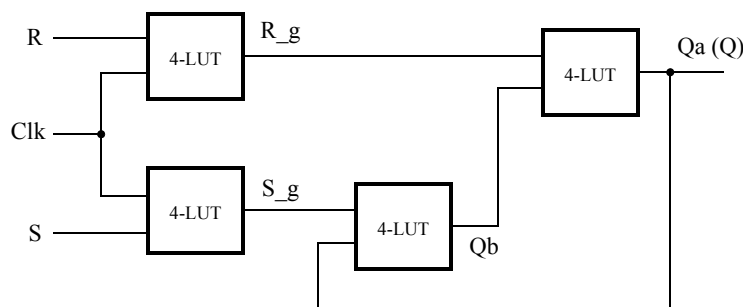 R
4-LUT
R_g
4-LUT
Qa (Q)
Clk
4-LUT
S_g
4-LUT
S
Qb